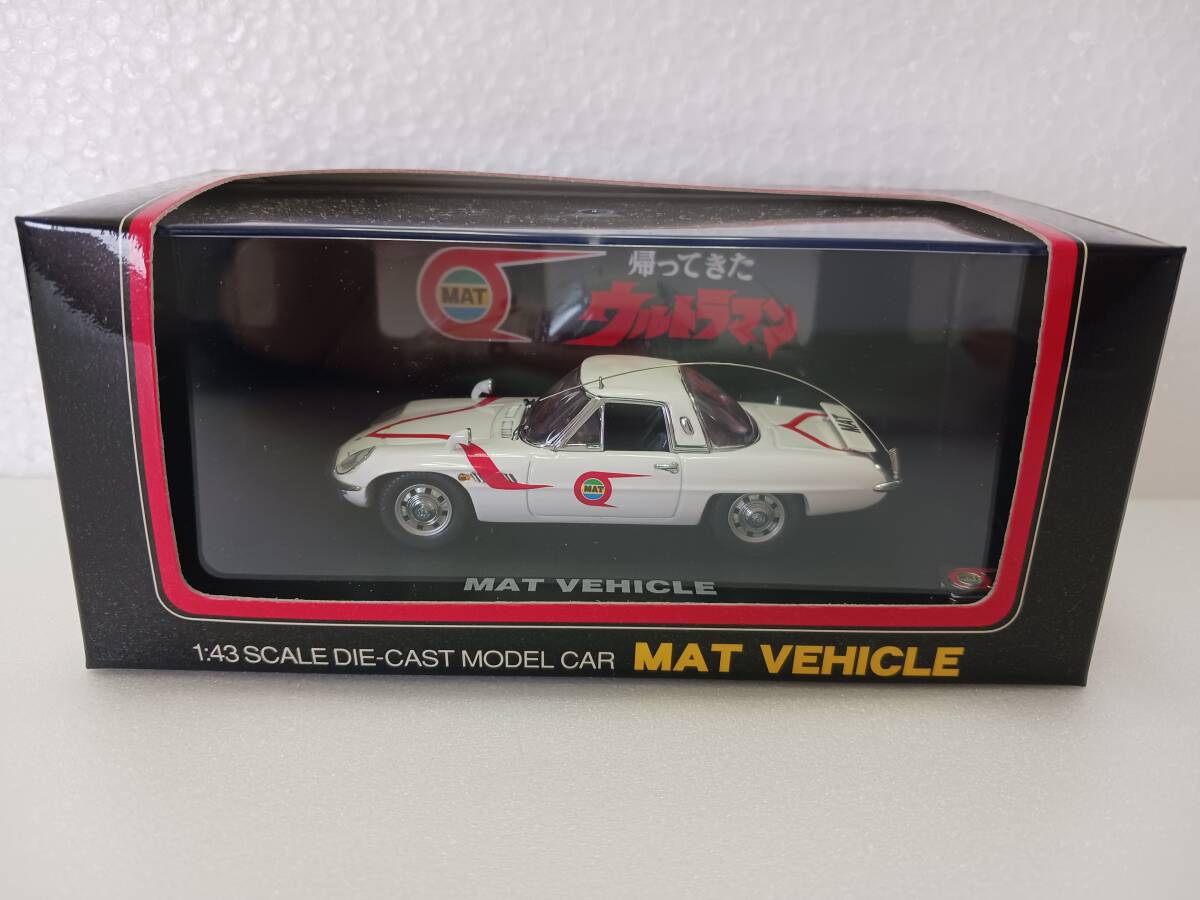 MAT
帰ってきた
ウルトラマン
MAT
MAT
MAT VEHICLE
1:43 SCALE DIE-CAST MODEL CAR MAT VEHICLE